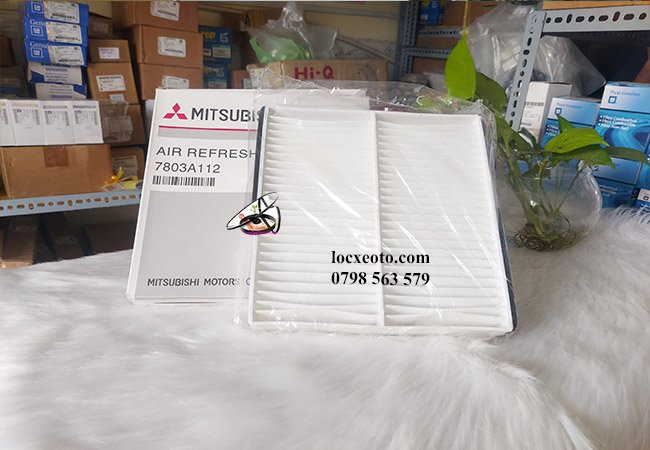 Hi-Q
MITSUBIS
AIR REFRESH
7803A112
locxeoto.com
0798 563 579
MITSUBISHI MOTORS